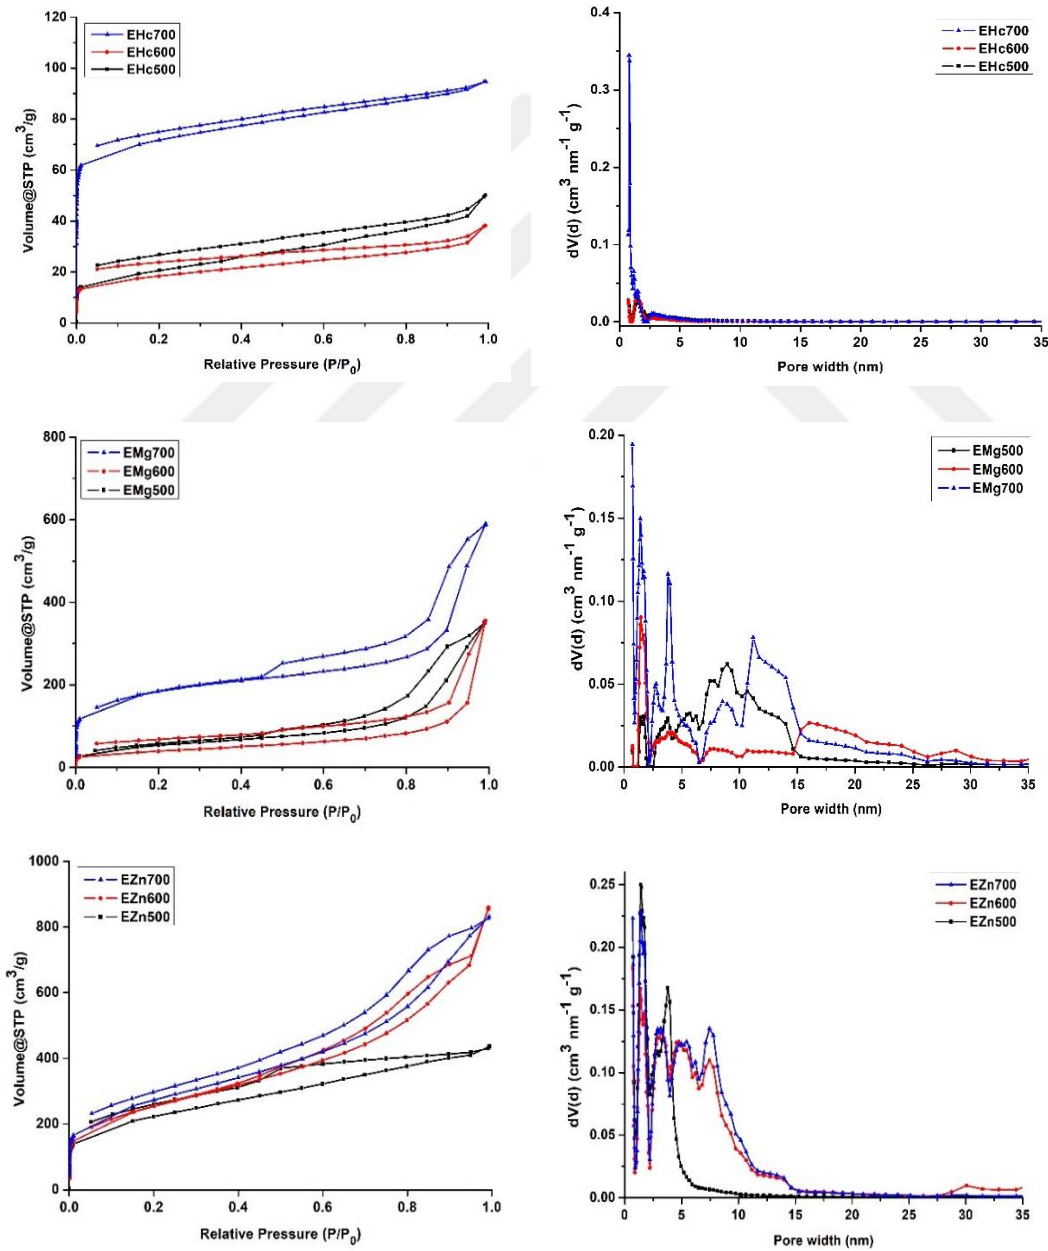 120
100
80
60
40
20
0
EHc700
EHc600
EHc500
0.0 0.2 0.4 0.6 0.8 1.0
Volume@STP (cm³/g)
Relative Pressure (P/P₀)
0.4
0.3
0.2
0.1
0.0
EHc700
EHc600
EHc500
0 5 10 15 20 25 30 35
dV(d) (cm³ nm⁻¹ g⁻¹)
Pore width (nm)
800
600
400
200
0
EMg700
EMg600
EMg500
0.0 0.2 0.4 0.6 0.8 1.0
Volume@STP (cm³/g)
Relative Pressure (P/P₀)
0.20
0.15
0.10
0.05
0.00
EMg500
EMg600
EMg700
0 5 10 15 20 25 30 35
dV(d) (cm³ nm⁻¹ g⁻¹)
Pore width (nm)
1000
800
600
400
200
0
EZn700
EZn600
EZn500
0.0 0.2 0.4 0.6 0.8 1.0
Volume@STP (cm³/g)
Relative Pressure (P/P₀)
0.25
0.20
0.15
0.10
0.05
0.00
EZn700
EZn600
EZn500
0 5 10 15 20 25 30 35
dV(d) (cm³ nm⁻¹ g⁻¹)
Pore width (nm)